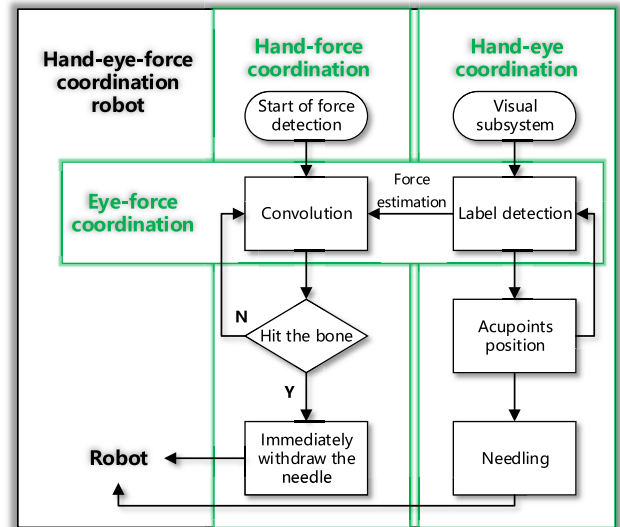 Hand-eye-force
coordination
robot
Hand-force
coordination
Hand-eye
coordination
Start of force
detection
Visual
subsystem
Eye-force
coordination
Convolution
Force
estimation
Label detection
N
Hit the bone
Acupoints
position
Y
Robot
Immediately
withdraw the
needle
Needling